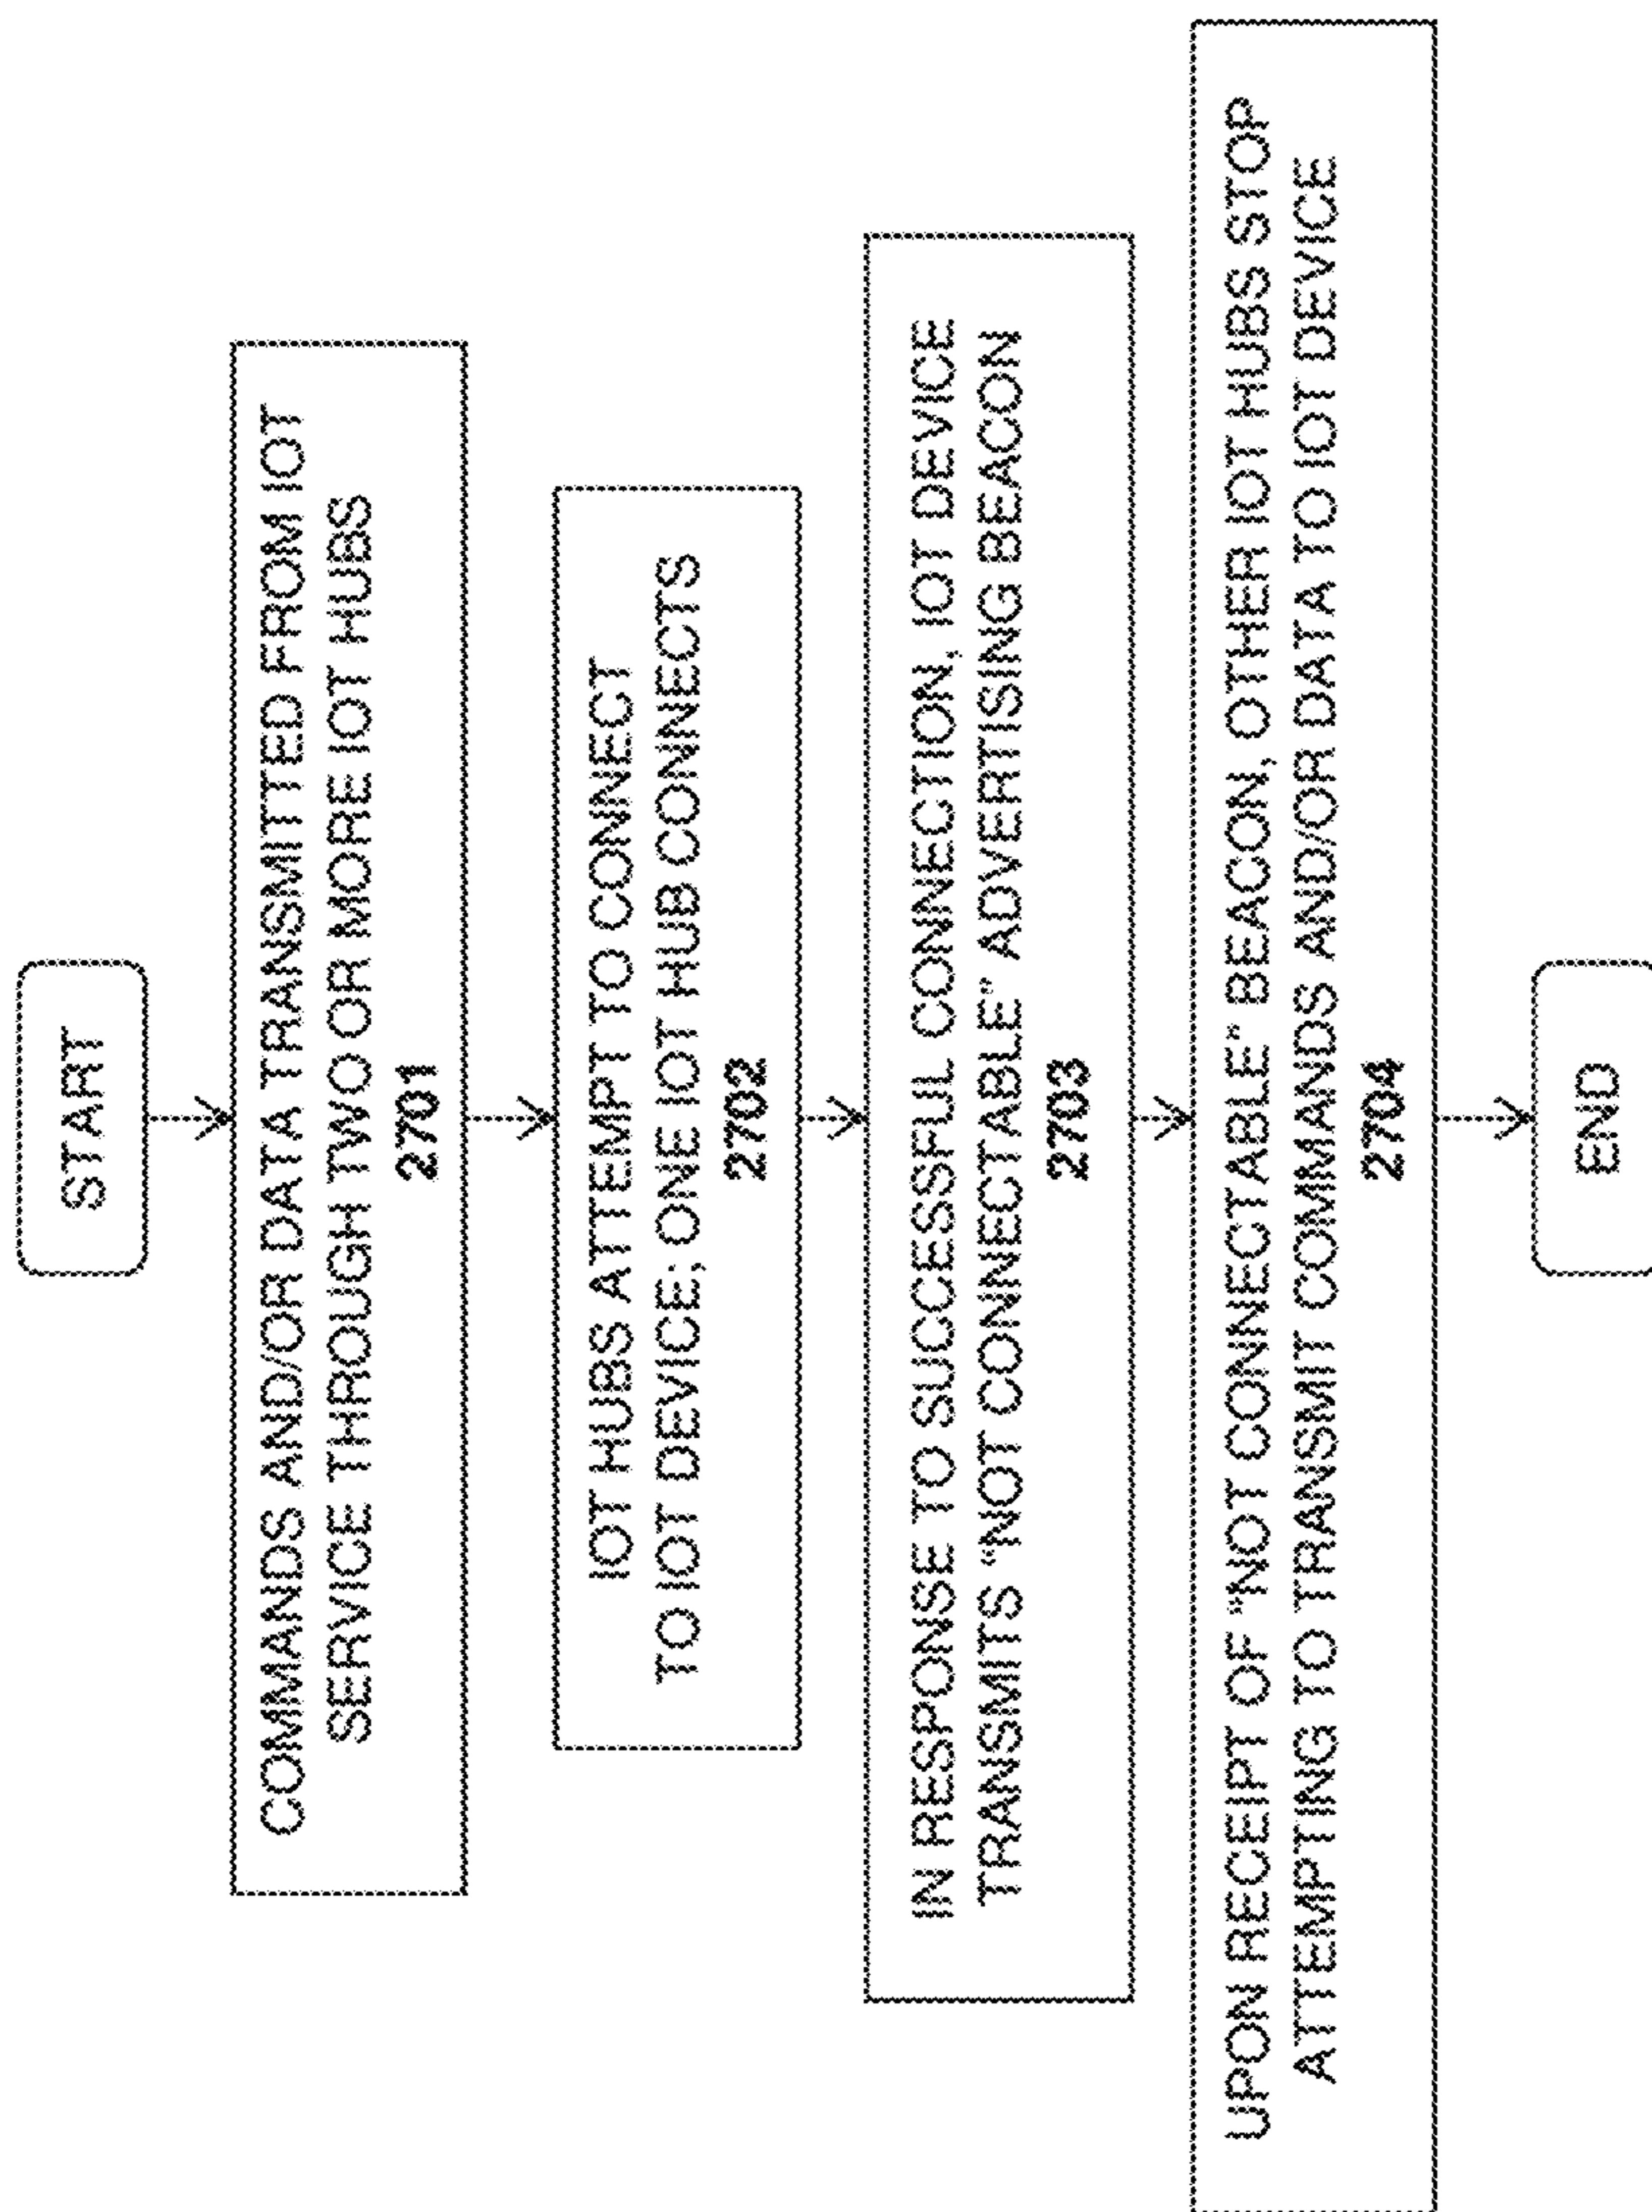 START
COMMANDS AND/OR DATA TRANSMITTED FROM IOT
SERVICE THROUGH TWO OR MORE IOT HUBS
2701
IOT HUBS ATTEMPT TO CONNECT
TO IOT DEVICE; ONE IOT HUB CONNECTS
2702
IN RESPONSE TO SUCCESSFUL CONNECTION, IOT DEVICE
TRANSMITS “NOT CONNECTABLE” ADVERTISING BEACON
2703
UPON RECEIPT OF “NOT CONNECTABLE” BEACON, OTHER IOT HUBS STOP
ATTEMPTING TO TRANSMIT COMMANDS AND/OR DATA TO IOT DEVICE
2704
END